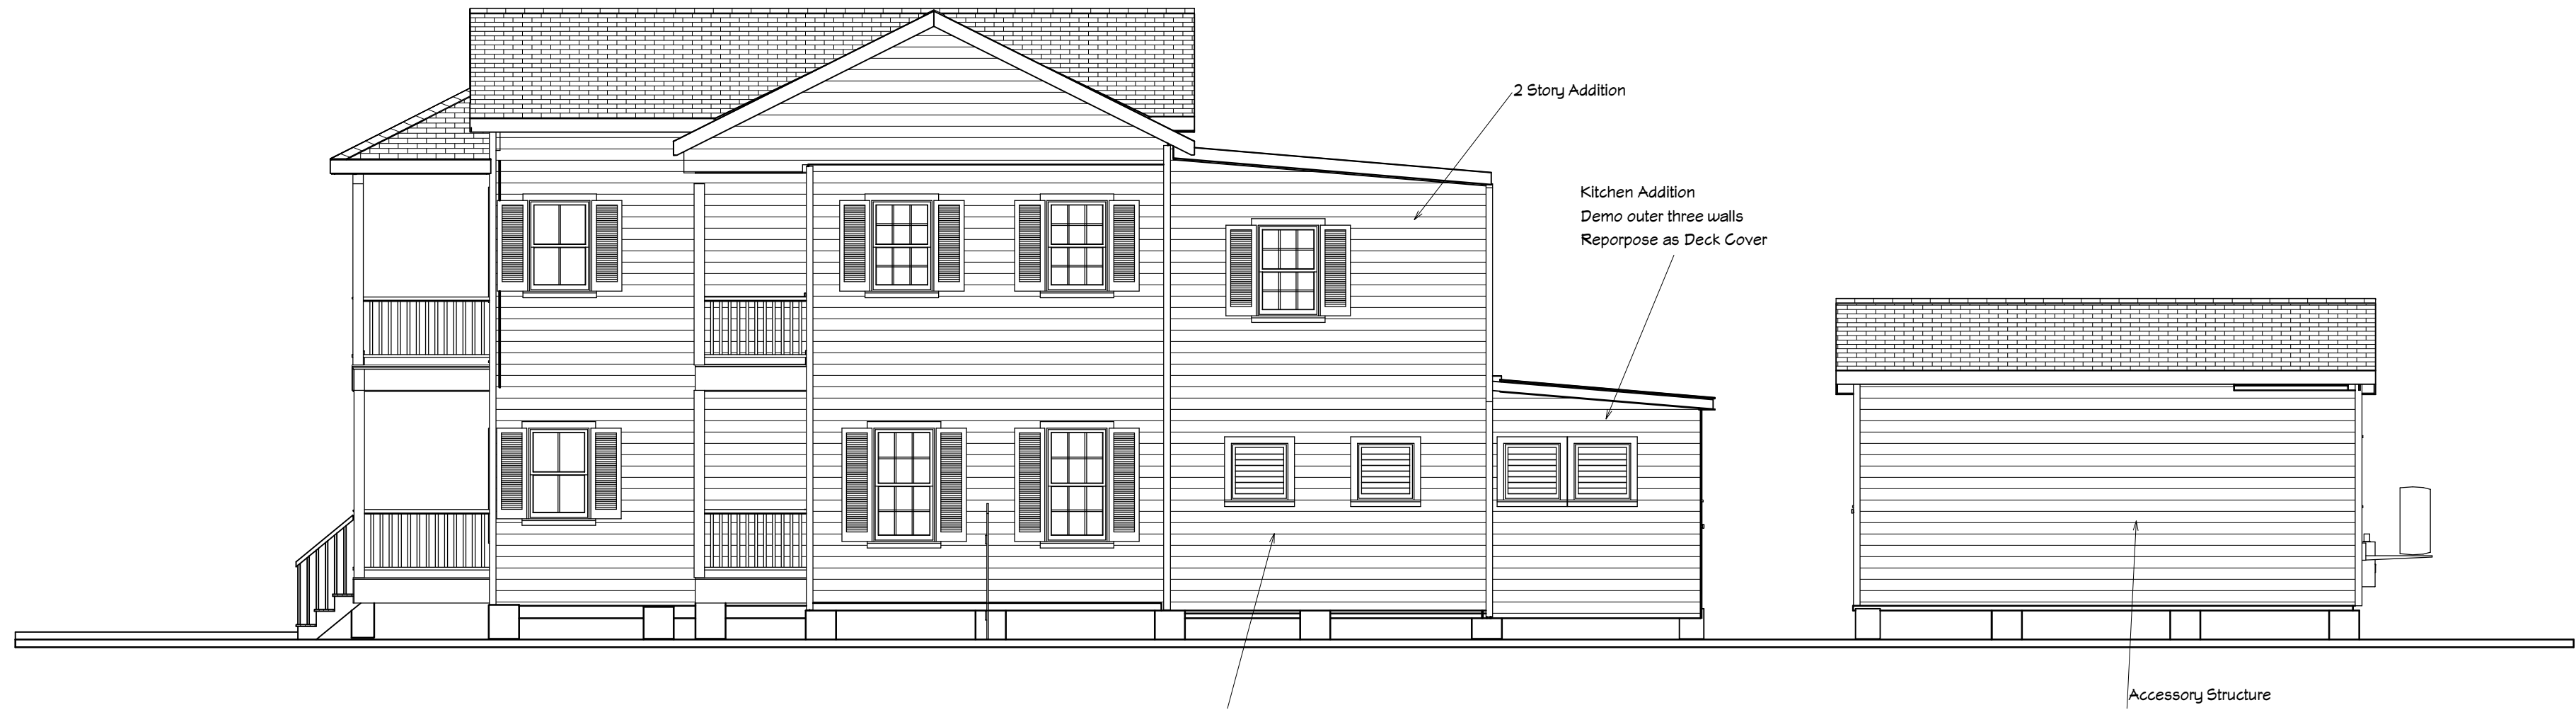 2 Story Addition
Kitchen Addition
Demo outer three walls
Reporpose as Deck Cover
Accessory Structure